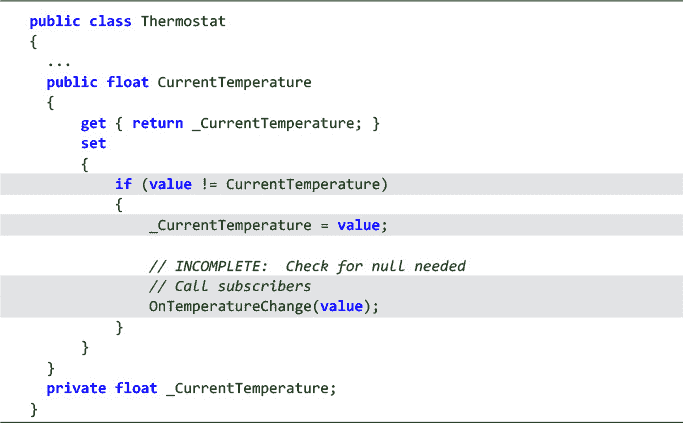 public class Thermostat
{
  ...
  public float CurrentTemperature
  {
      get { return _CurrentTemperature; }
      set
      {
          if (value != CurrentTemperature)
          {
              _CurrentTemperature = value;

              // INCOMPLETE:  Check for null needed
              // Call subscribers
              OnTemperatureChange(value);
          }
      }
  }
  private float _CurrentTemperature;
}